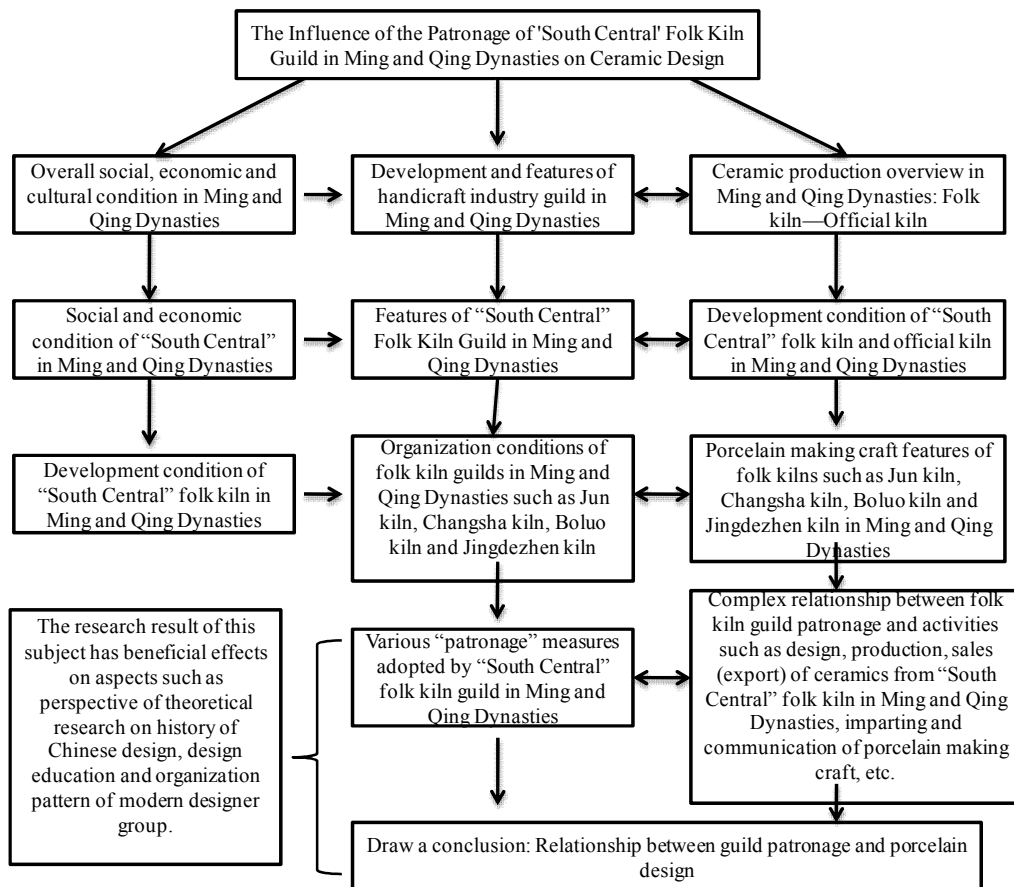 The Influence of the Patronage of 'South Central' Folk Kiln
Guild in Ming and Qing Dynasties on Ceramic Design
Overall social, economic and
cultural condition in Ming and
Qing Dynasties
Development and features of
handicraft industry guild in
Ming and Qing Dynasties
Ceramic production overview in
Ming and Qing Dynasties: Folk
kiln—Official kiln
Social and economic
condition of “South Central”
in Ming and Qing Dynasties
Features of “South Central”
Folk Kiln Guild in Ming and
Qing Dynasties
Development condition of “South
Central” folk kiln and official kiln
in Ming and Qing Dynasties
Development condition of
“South Central” folk kiln in
Ming and Qing Dynasties
Organization conditions of
folk kiln guilds in Ming and
Qing Dynasties such as Jun
kiln, Changsha kiln, Boluo
kiln and Jingdezhen kiln
Porcelain making craft features of
folk kilns such as Jun kiln,
Changsha kiln, Boluo kiln and
Jingdezhen kiln in Ming and Qing
Dynasties
The research result of this
subject has beneficial effects
on aspects such as
perspective of theoretical
research on history of
Chinese design, design
education and organization
pattern of modern designer
group.
Various “patronage” measures
adopted by “South Central”
folk kiln guild in Ming and
Qing Dynasties
Complex relationship between folk
kiln guild patronage and activities
such as design, production, sales
(export) of ceramics from “South
Central” folk kiln in Ming and Qing
Dynasties, imparting and
communication of porcelain making
craft, etc.
Draw a conclusion: Relationship between guild patronage and porcelain
design